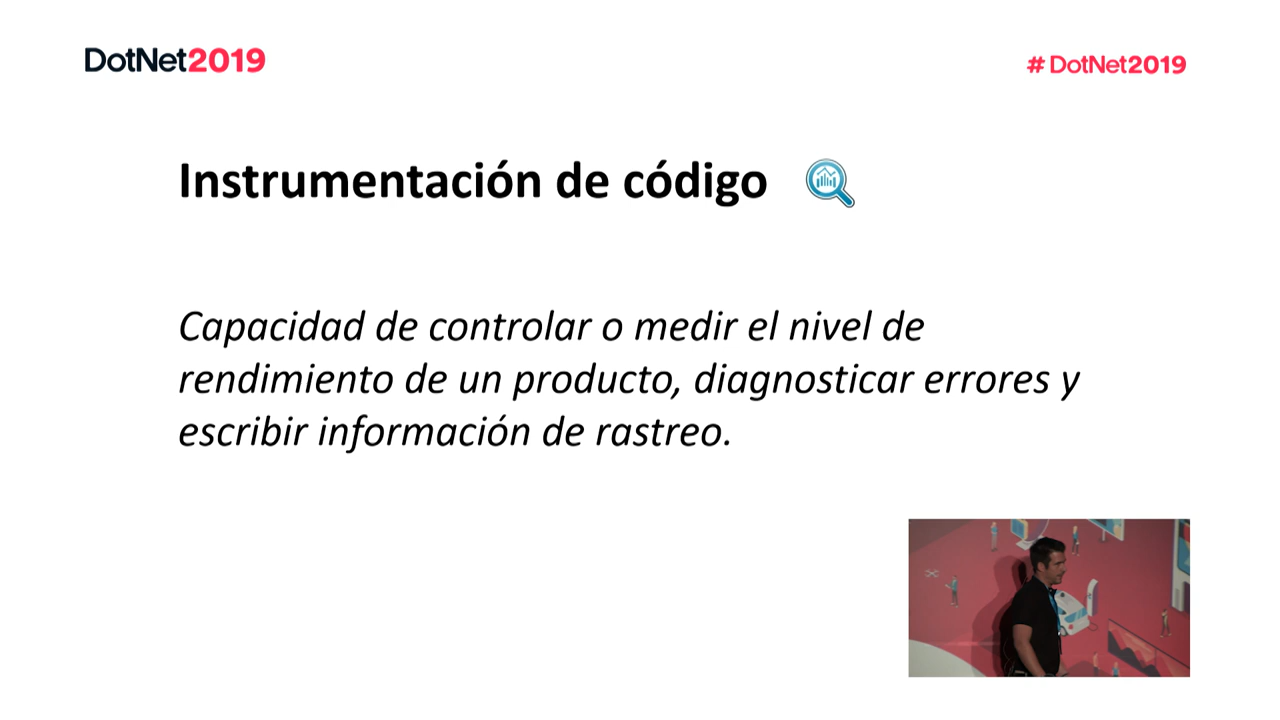 DotNet2019
# DotNet2019
Instrumentación de código
Capacidad de controlar o medir el nivel de
rendimiento de un producto, diagnosticar errores y
escribir información de rastreo.